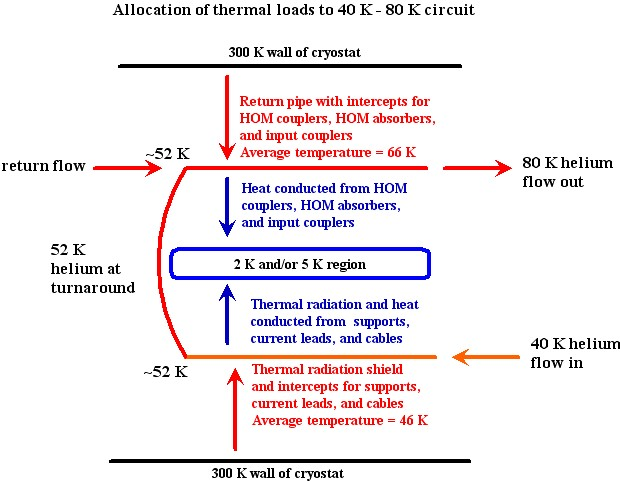 Allocation of thermal loads to 40 K - 80 K circuit
300 K wall of cryostat
Return pipe with intercepts for
HOM couplers, HOM absorbers,
and input couplers
Average temperature = 66 K
~52 K
return flow
80 K helium
flow out
Heat conducted from HOM
couplers, HOM absorbers,
and input couplers
52 K
helium at
turnaround
2 K and/or 5 K region
Thermal radiation and heat
conducted from supports,
current leads, and cables
40 K helium
flow in
~52 K
Thermal radiation shield
and intercepts for supports,
current leads, and cables
Average temperature = 46 K
300 K wall of cryostat